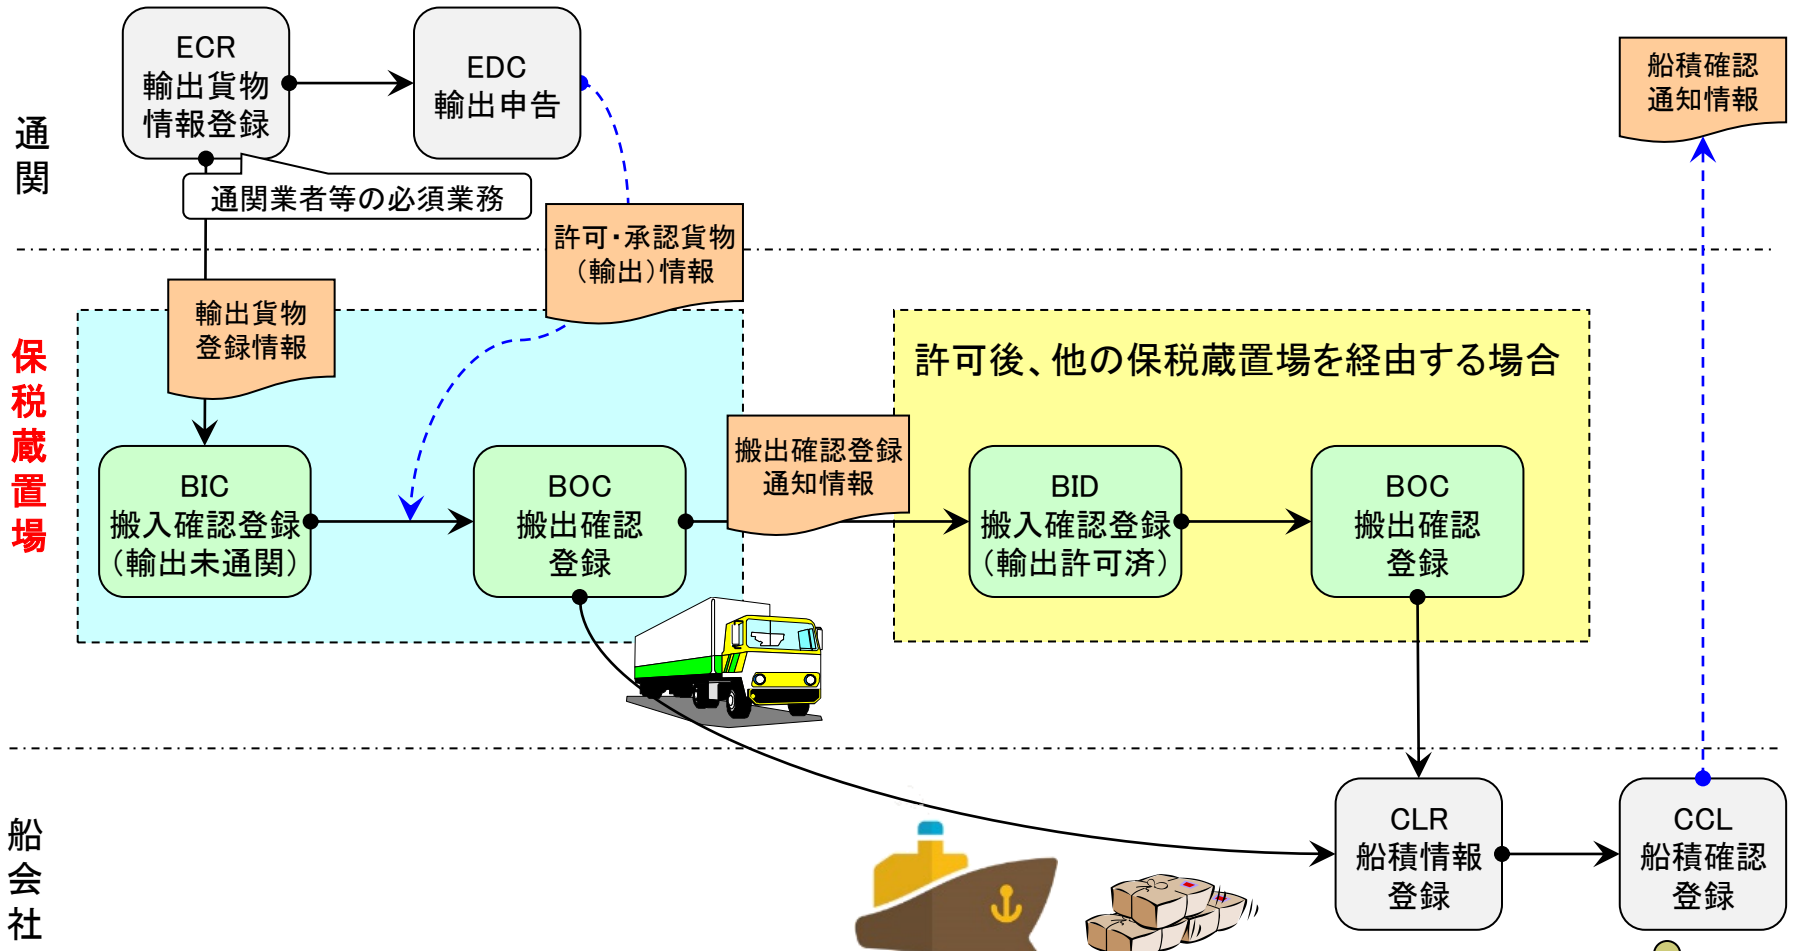 ECR
輸出貨物
情報登録
EDC
輸出申告
船積確認
通知情報
通関
通関業者等の必須業務
許可・承認貨物
（輸出）情報
輸出貨物
登録情報
保税蔵置場
許可後、他の保税蔵置場を経由する場合
搬出確認登録
通知情報
BIC
搬入確認登録
（輸出未通関）
BOC
搬出確認
登録
BID
搬入確認登録
（輸出許可済）
BOC
搬出確認
登録
船会社
CLR
船積情報
登録
CCL
船積確認
登録